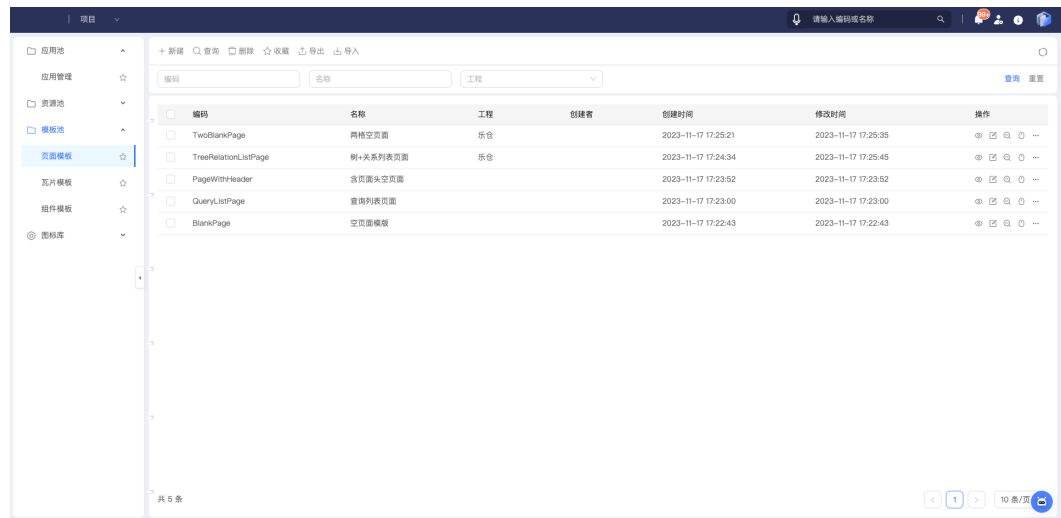 项目
请输入编码或名称
99+
应用池
应用管理
资源池
模板池
页面模板
瓦片模板
组件模板
图标库
新建 查询 删除 收藏 导出 导入
编码 名称 工程 查询 重置
编码 名称 工程 创建者 创建时间 修改时间 操作
TwoBlankPage 两格空页面 乐仓 2023-11-17 17:25:21 2023-11-17 17:25:35
TreeRelationListPage 树+关系列表页面 乐仓 2023-11-17 17:24:34 2023-11-17 17:25:45
PageWithHeader 含页面头空页面 2023-11-17 17:23:52 2023-11-17 17:23:52
QueryListPage 查询列表页面 2023-11-17 17:23:00 2023-11-17 17:23:00
BlankPage 空页面模版 2023-11-17 17:22:43 2023-11-17 17:22:43
共 5 条 1 10 条/页